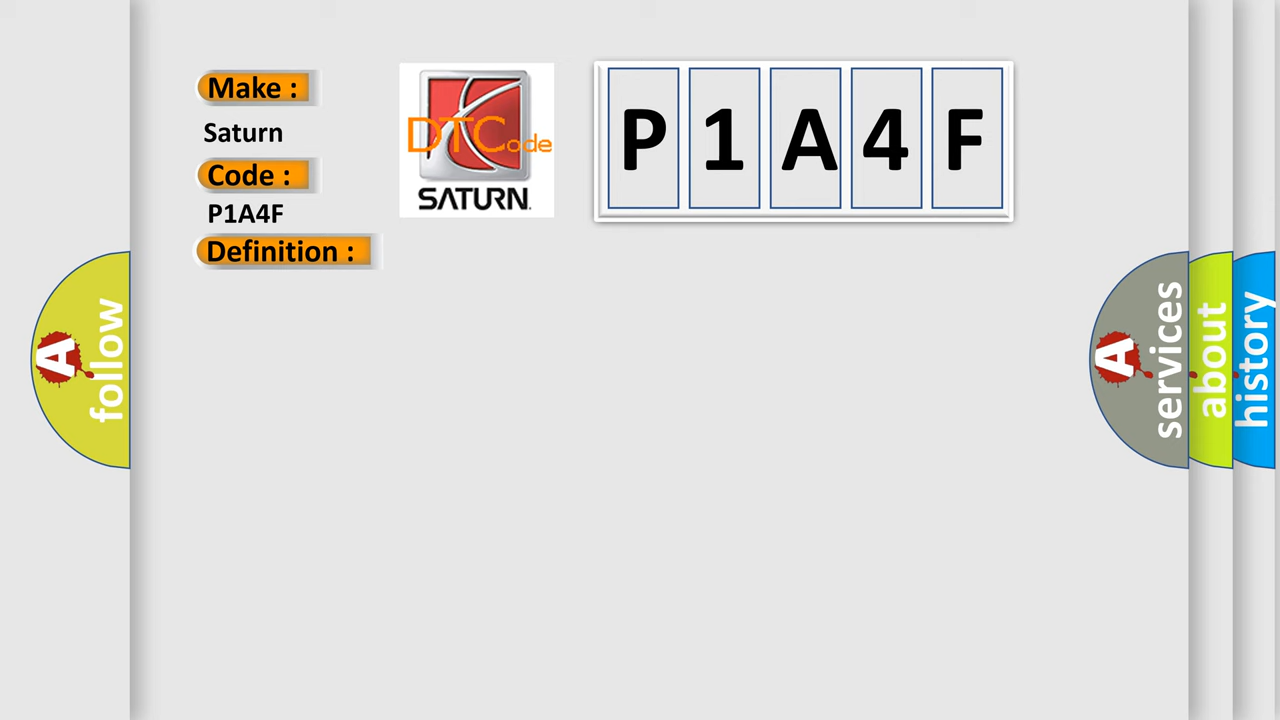 Make :
Saturn
Code :
P1A4F
Definition :
DTCode
SATURN.
P 1 A 4 F
A follow
A services
about
history